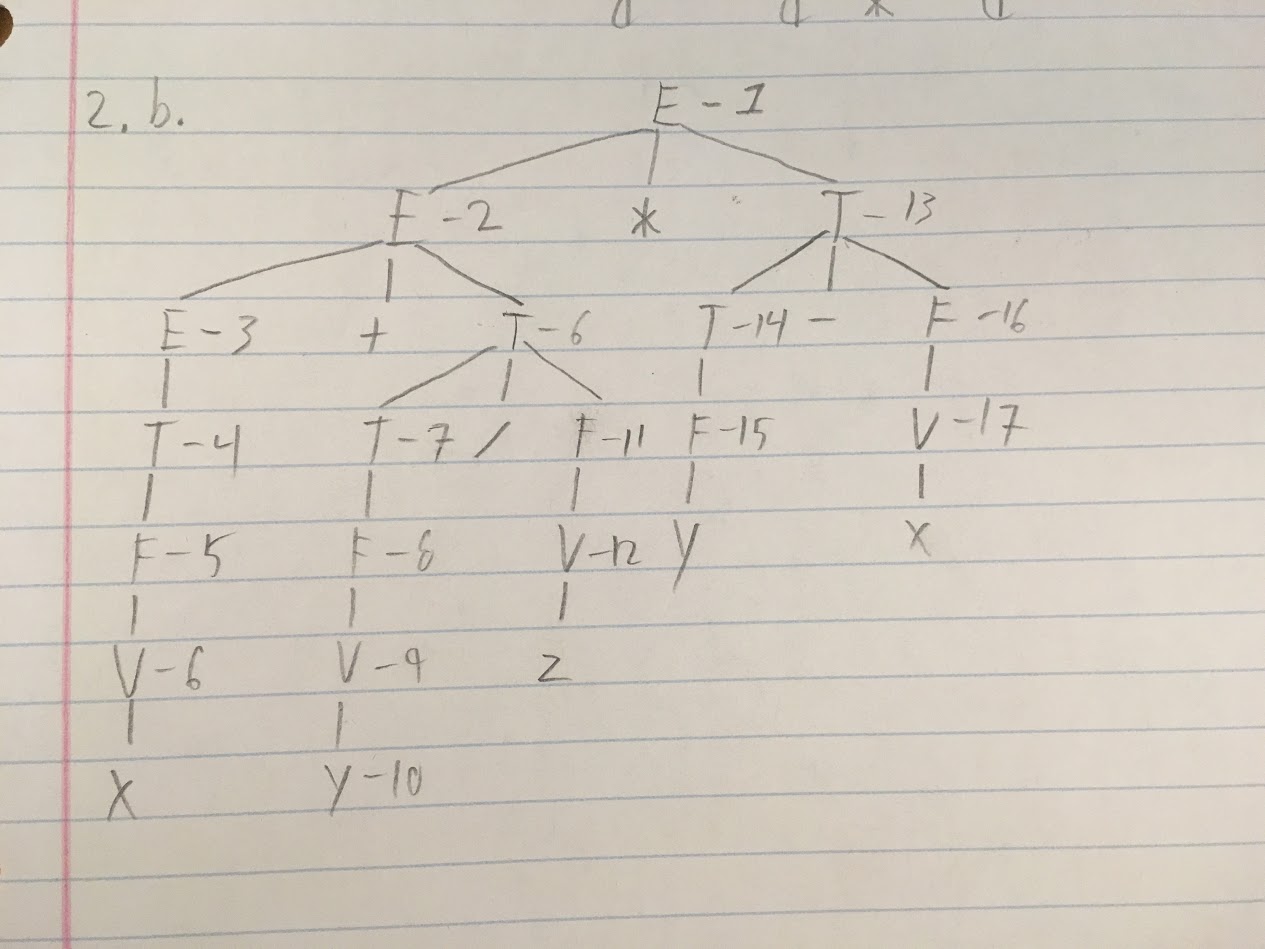 2. b.
E - 1
E - 2 * T - 13
E - 3 + T - 6 T - 14 - F - 16
T - 4 T - 7 / F - 11 F - 15 V - 17
F - 5 F - 8 V - 12 y x
V - 6 V - 9 z
x y - 10